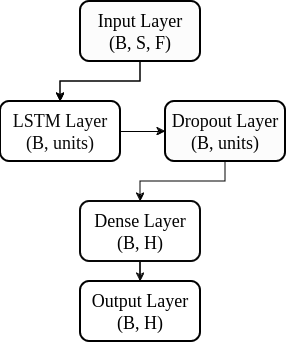 Input Layer
(B, S, F)
LSTM Layer
(B, units)
Dropout Layer
(B, units)
Dense Layer
(B, H)
Output Layer
(B, H)